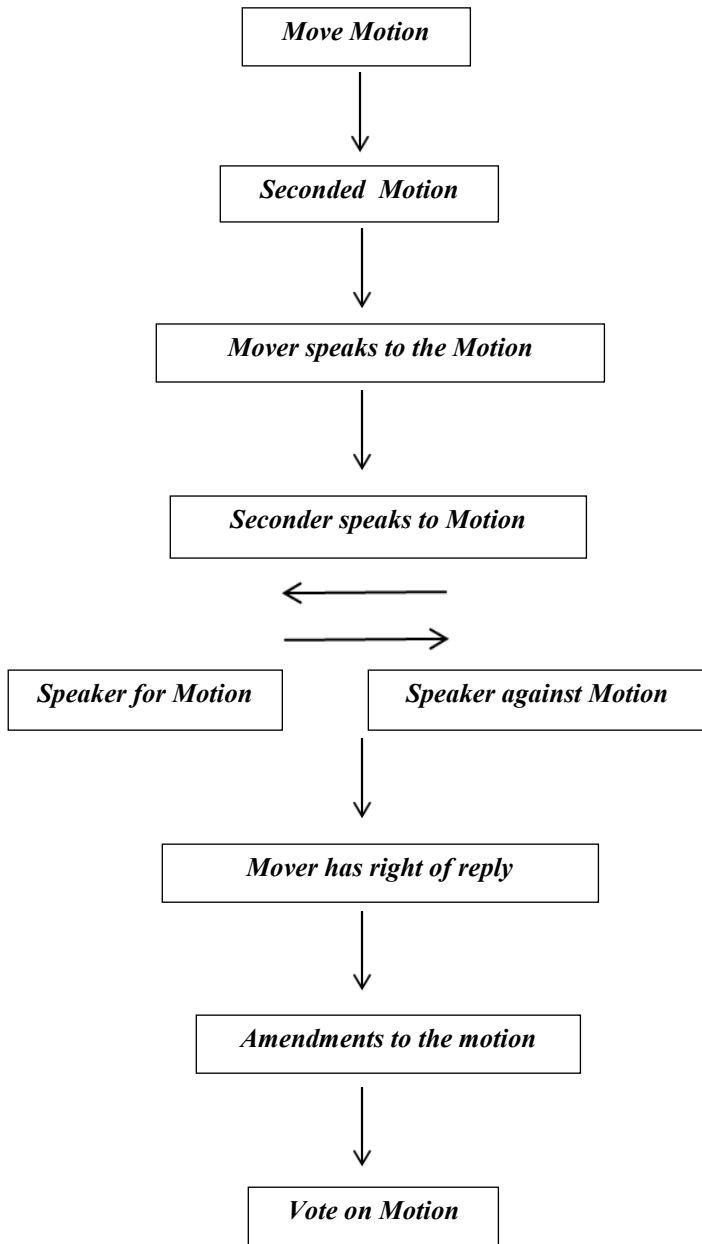 Move Motion
Seconded Motion
Mover speaks to the Motion
Seconder speaks to Motion
Speaker for Motion
Speaker against Motion
Mover has right of reply
Amendments to the motion
Vote on Motion